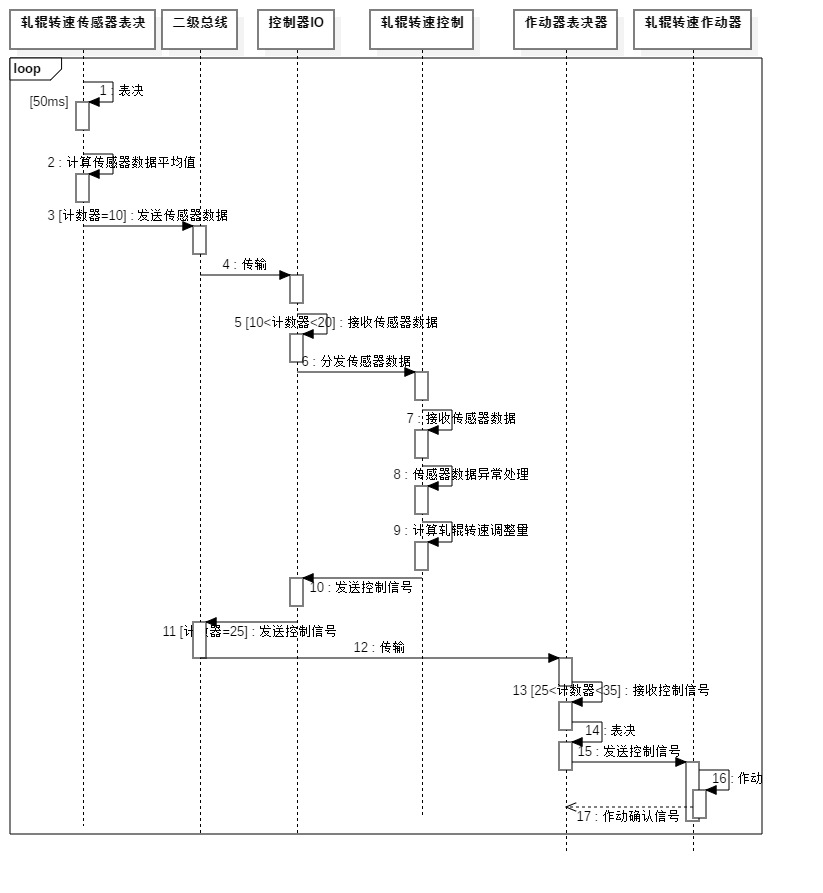 轧辊转速传感器表决
二级总线
控制器IO
轧辊转速控制
作动器表决器
轧辊转速作动器
loop
1 : 表决
[50ms]
2 : 计算传感器数据平均值
3 [计数器=10] : 发送传感器数据
4 : 传输
5 [10<计数器<20] : 接收传感器数据
6 : 分发传感器数据
7 : 接收传感器数据
8 : 传感器数据异常处理
9 : 计算轧辊转速调整量
10 : 发送控制信号
11 [计数器=25] : 发送控制信号
12 : 传输
13 [25<计数器<35] : 接收控制信号
14 : 表决
15 : 发送控制信号
16 : 作动
17 : 作动确认信号